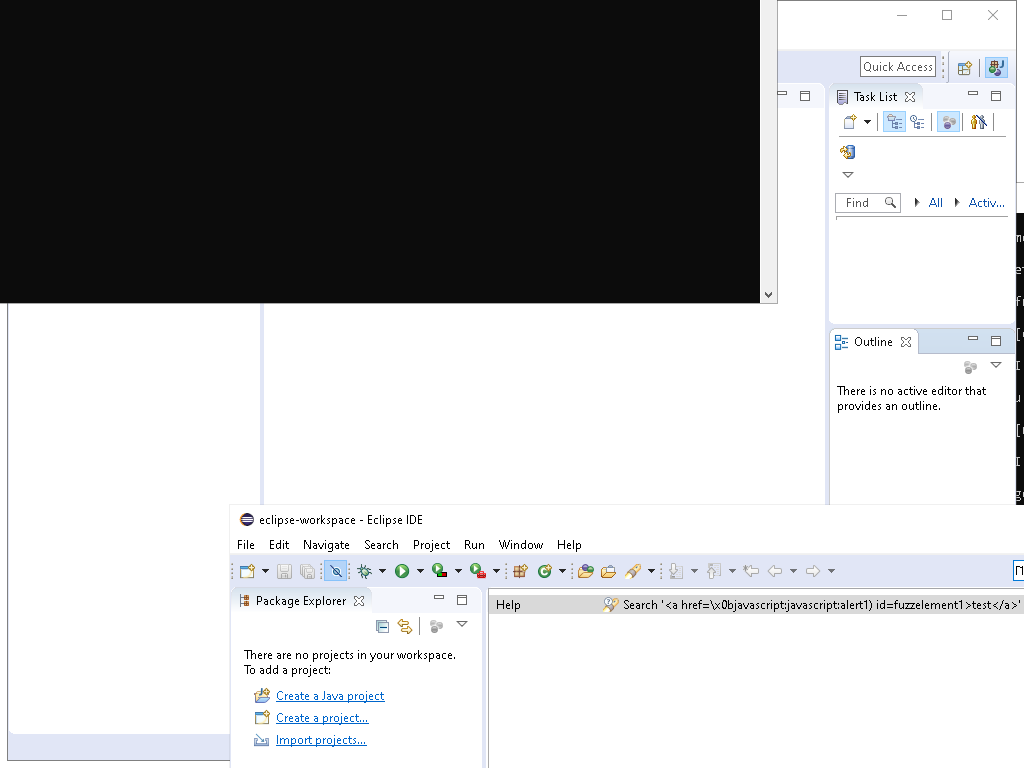 Quick Access
Task List
Find
All
Activ...
Outline
There is no active editor that
provides an outline.
eclipse-workspace - Eclipse IDE
File Edit Navigate Search Project Run Window Help
Package Explorer
Help
Search '<a href=\x0bjavascript:javascript:alert1) id=fuzzelement1>test</a>'
There are no projects in your workspace.
To add a project:
Create a Java project
Create a project...
Import projects...